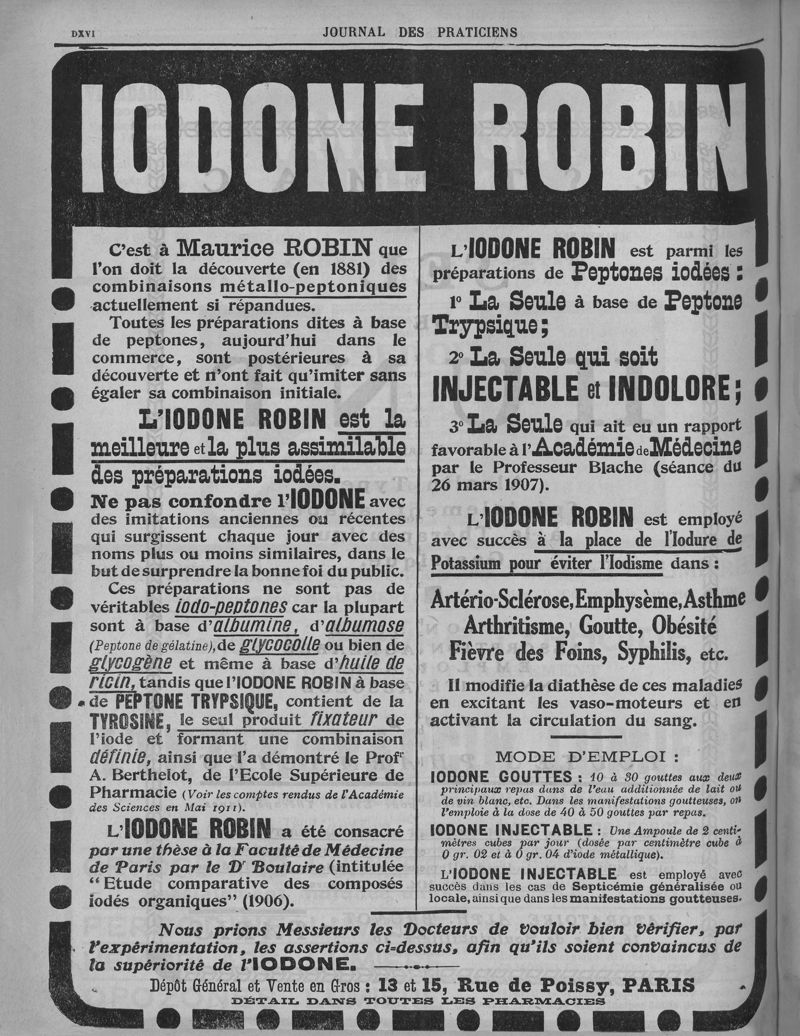 DXVI
JOURNAL DES PRATICIENS
IODONE ROBIN
C'est à Maurice ROBIN que
l'on doit la découverte (en 1881) des
combinaisons métallo-peptoniques
actuellement si répandues.
Toutes les préparations dites à base
de peptones, aujourd'hui dans le
commerce, sont postérieures à sa
découverte et n'ont fait qu'imiter sans
égaler sa combinaison initiale.
L'IODONE ROBIN est la
meilleure et la plus assimilable
des préparations iodées.
Ne pas confondre l'IODONE avec
des imitations anciennes ou récentes
qui surgissent chaque jour avec des
noms plus ou moins similaires, dans le
but de surprendre la bonne foi du public.
Ces préparations ne sont pas de
véritables iodo-peptones car la plupart
sont à base d'albumine, d'albumose
(Peptone de gélatine), de glycocolle ou bien de
glycogène et même à base d'huile de
ricin, tandis que l'IODONE ROBIN à base
de PEPTONE TRYPSIQUE, contient de la
TYROSINE, le seul produit fixateur de
l'iode et formant une combinaison
définie, ainsi que l'a démontré le Profr
A. Berthelot, de l'Ecole Supérieure de
Pharmacie (Voir les comptes rendus de l'Académie
des Sciences en Mai 1911).
L'IODONE ROBIN a été consacré
par une thèse à la Faculté de Médecine
de Paris par le Dr Boulaire (intitulée
“Etude comparative des composés
iodés organiques” (1906).
L'IODONE ROBIN est parmi les
préparations de Peptones iodées :
1° La Seule à base de Peptone
Trypsique;
2° La Seule qui soit
INJECTABLE et INDOLORE;
3° La Seule qui ait eu un rapport
favorable à l'Académie de Médecine
par le Professeur Blache (séance du
26 mars 1907).
L'IODONE ROBIN est employé
avec succès à la place de l'Iodure de
Potassium pour éviter l'Iodisme dans :
Artério-Sclérose, Emphysème, Asthme
Arthritisme, Goutte, Obésité
Fièvre des Foins, Syphilis, etc.
Il modifie la diathèse de ces maladies
en excitant les vaso-moteurs et en
activant la circulation du sang.
MODE D'EMPLOI :
IODONE GOUTTES : 10 à 30 gouttes aux deux
principaux repas dans de l'eau additionnée de lait ou
de vin blanc, etc. Dans les manifestations goutteuses, on
l'emploie à la dose de 40 à 50 gouttes par repas.
IODONE INJECTABLE : Une Ampoule de 2 centi-
mètres cubes par jour (dosée par centimètre cube à
0 gr. 02 et à 0 gr. 04 d'iode métallique).
L'IODONE INJECTABLE est employé avec
succès dans les cas de Septicémie généralisée ou
locale, ainsi que dans les manifestations goutteuses.
Nous prions Messieurs les Docteurs de vouloir bien vérifier, par
l'expérimentation, les assertions ci-dessus, afin qu'ils soient convaincus de
la supériorité de l'IODONE.
Dépôt Général et Vente en Gros : 13 et 15, Rue de Poissy, PARIS
DÉTAIL DANS TOUTES LES PHARMACIES